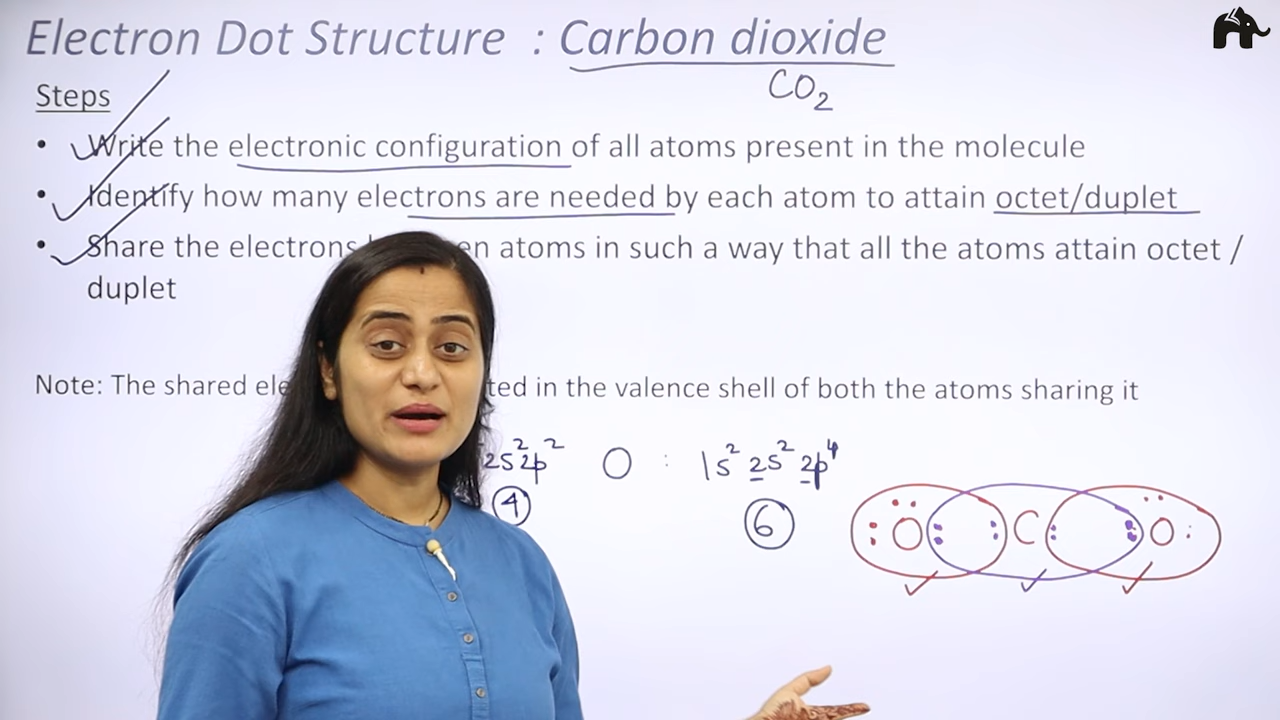 Electron Dot Structure : Carbon dioxide
CO₂
Steps
• Write the electronic configuration of all atoms present in the molecule
• Identify how many electrons are needed by each atom to attain octet/duplet
• Share the electrons en atoms in such a way that all the atoms attain octet /
duplet
Note: The shared ele ted in the valence shell of both the atoms sharing it
2s² 2p² O : 1s² 2s² 2p⁴
4 6
O C O